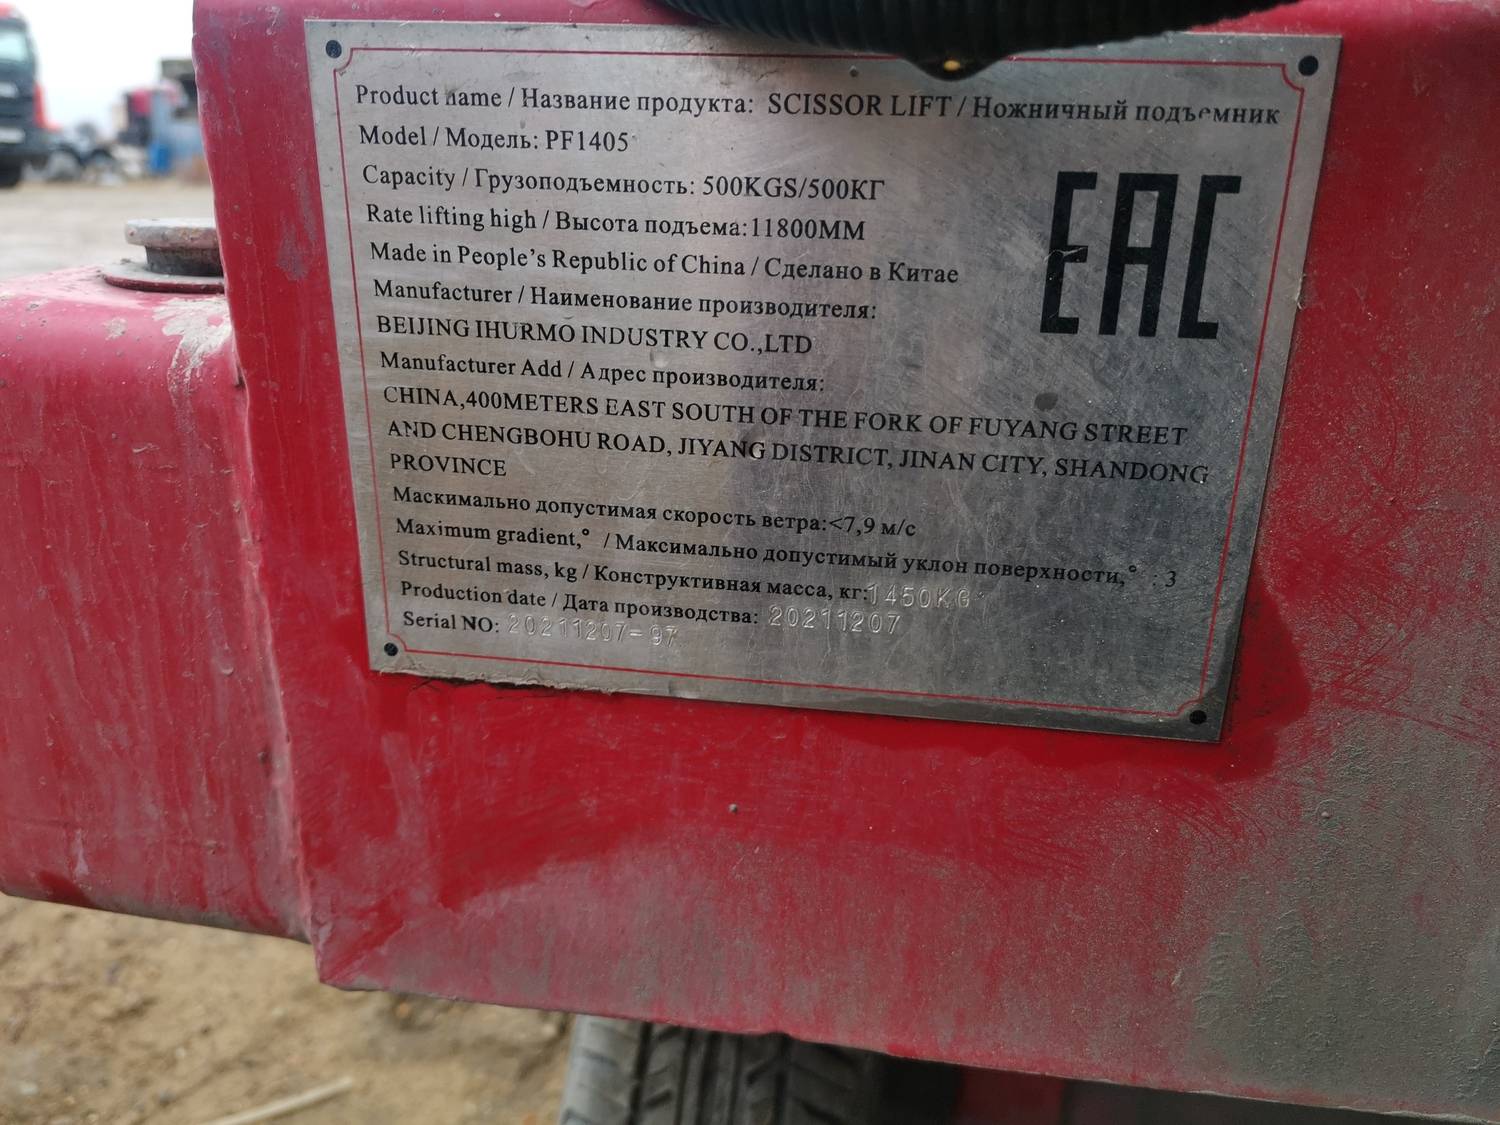 Product name / Название продукта: SCISSOR LIFT / Ножничный подъемник
Model / Модель: PF1405
Capacity / Грузоподъемность: 500KGS/500КГ
Rate lifting high / Высота подъема:11800MM
Made in People's Republic of China / Сделано в Китае
Manufacturer / Наименование производителя:
BEIJING IHURMO INDUSTRY CO.,LTD
Manufacturer Add / Адрес производителя:
CHINA,400METERS EAST SOUTH OF THE FORK OF FUYANG STREET
AND CHENGBOHU ROAD, JIYANG DISTRICT, JINAN CITY, SHANDONG
PROVINCE
Маскимально допустимая скорость ветра:<7,9 м/с
Maximum gradient,° / Максимально допустимый уклон поверхности,° : 3
Structural mass, kg / Конструктивная масса, кг:1450KG
Production date / Дата производства: 20211207
Serial NO: 20211207-97
EAC